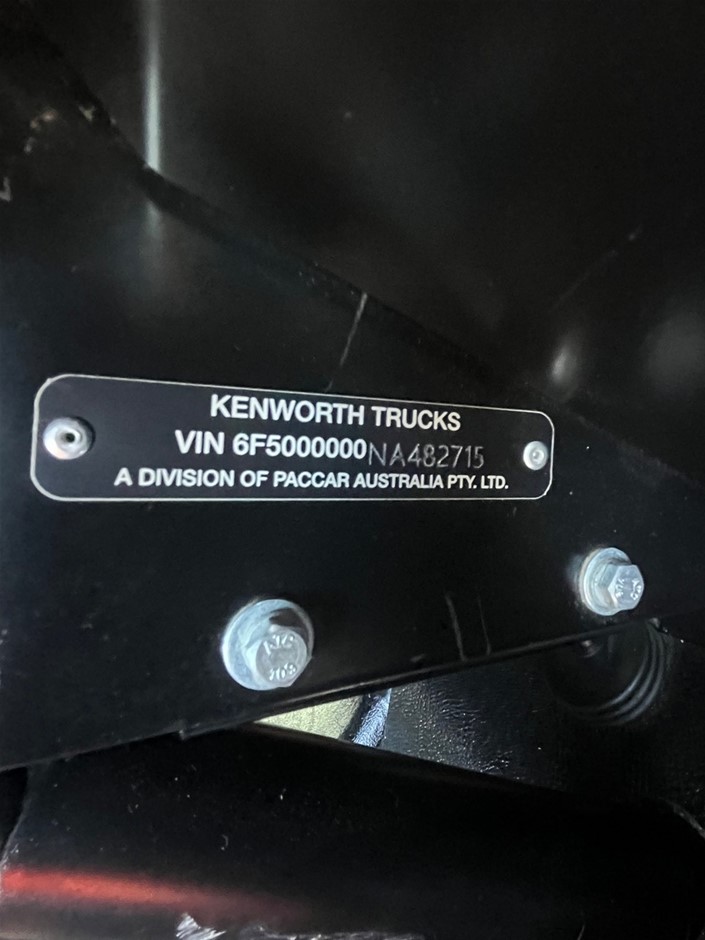 KENWORTH TRUCKS
VIN 6F5000000NA482715
A DIVISION OF PACCAR AUSTRALIA PTY. LTD.